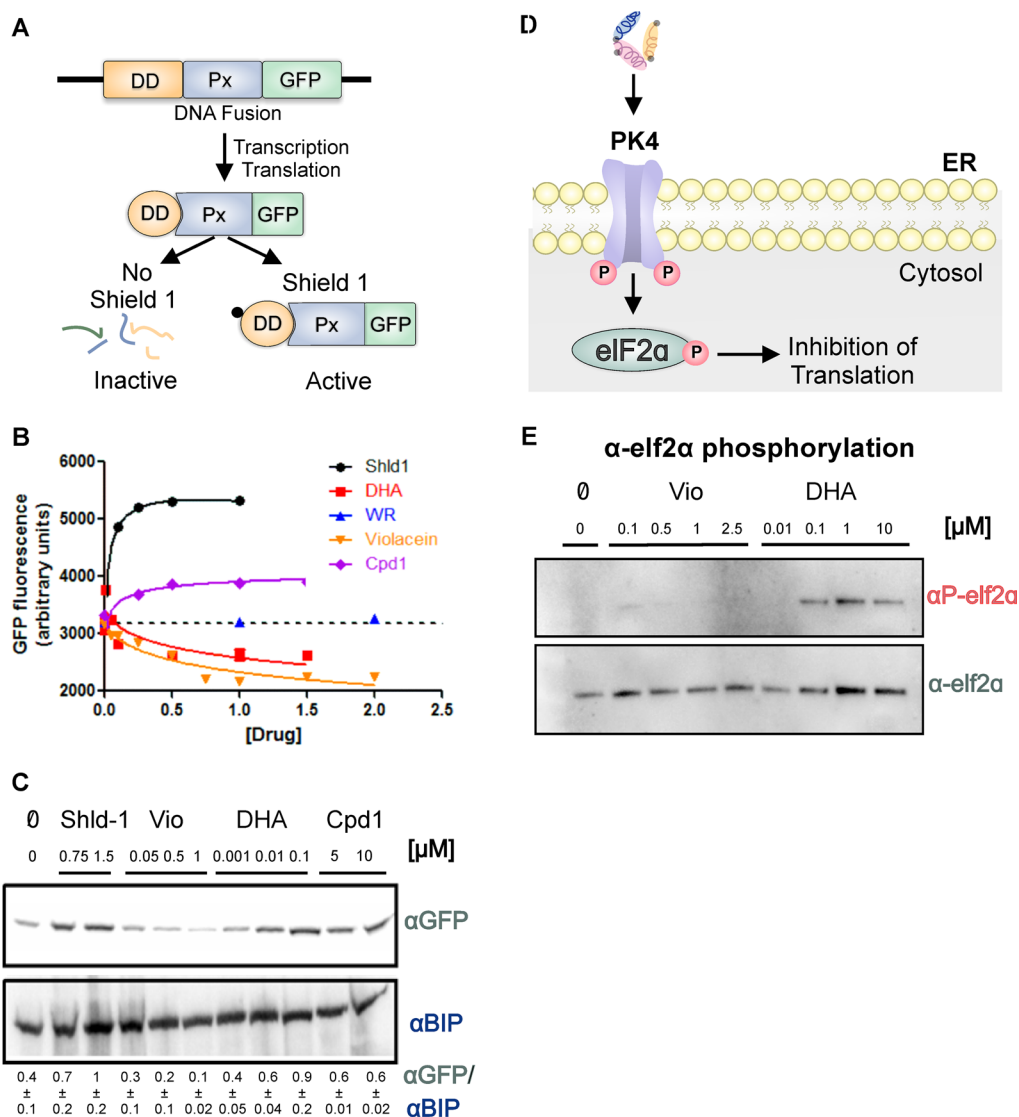 A
DD Px GFP
DNA Fusion
Transcription
Translation
DD Px GFP
No
Shield 1
Inactive
Shield 1
DD Px GFP
Active
B
GFP fluorescence
(arbitrary units)
6000
5000
4000
3000
2000
0.0 0.5 1.0 1.5 2.0 2.5
[Drug]
Shld1
DHA
WR
Violacein
Cpd1
C
0 Shld-1 Vio DHA Cpd1
0 0.75 1.5 0.05 0.5 1 0.001 0.01 0.1 5 10 [µM]
αGFP
αBIP
0.4 0.7 1 0.3 0.2 0.1 0.4 0.6 0.9 0.6 0.6 αGFP/
± ± ± ± ± ± ± ± ± ± ±
0.1 0.2 0.2 0.1 0.1 0.02 0.05 0.04 0.2 0.01 0.02 αBIP
D
PK4
ER
P P
Cytosol
eIF2α P
Inhibition of
Translation
E
α-eIf2α phosphorylation
0 Vio DHA
0 0.1 0.5 1 2.5 0.01 0.1 1 10 [µM]
αP-eIf2α
α-eIf2α